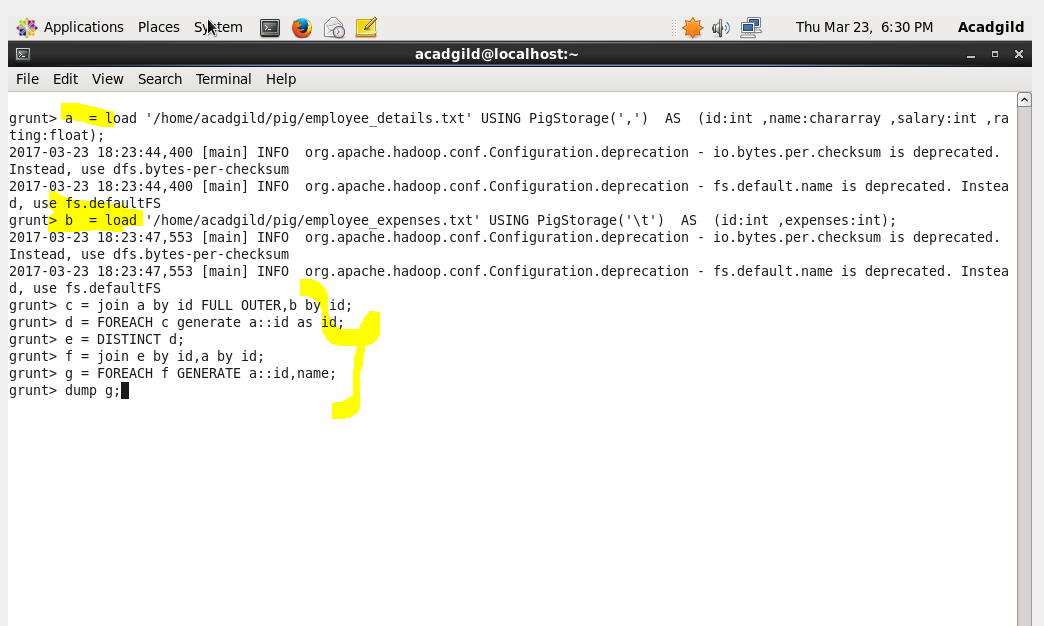 Applications Places System Thu Mar 23, 6:30 PM Acadgild
acadgild@localhost:~
File Edit View Search Terminal Help
grunt> a  = load '/home/acadgild/pig/employee_details.txt' USING PigStorage(',')  AS  (id:int ,name:chararray ,salary:int ,ra
ting:float);
2017-03-23 18:23:44,400 [main] INFO  org.apache.hadoop.conf.Configuration.deprecation - io.bytes.per.checksum is deprecated.
Instead, use dfs.bytes-per-checksum
2017-03-23 18:23:44,400 [main] INFO  org.apache.hadoop.conf.Configuration.deprecation - fs.default.name is deprecated. Instea
d, use fs.defaultFS
grunt> b  = load '/home/acadgild/pig/employee_expenses.txt' USING PigStorage('\t')  AS  (id:int ,expenses:int);
2017-03-23 18:23:47,553 [main] INFO  org.apache.hadoop.conf.Configuration.deprecation - io.bytes.per.checksum is deprecated.
Instead, use dfs.bytes-per-checksum
2017-03-23 18:23:47,553 [main] INFO  org.apache.hadoop.conf.Configuration.deprecation - fs.default.name is deprecated. Instea
d, use fs.defaultFS
grunt> c = join a by id FULL OUTER,b by id;
grunt> d = FOREACH c generate a::id as id;
grunt> e = DISTINCT d;
grunt> f = join e by id,a by id;
grunt> g = FOREACH f GENERATE a::id,name;
grunt> dump g;